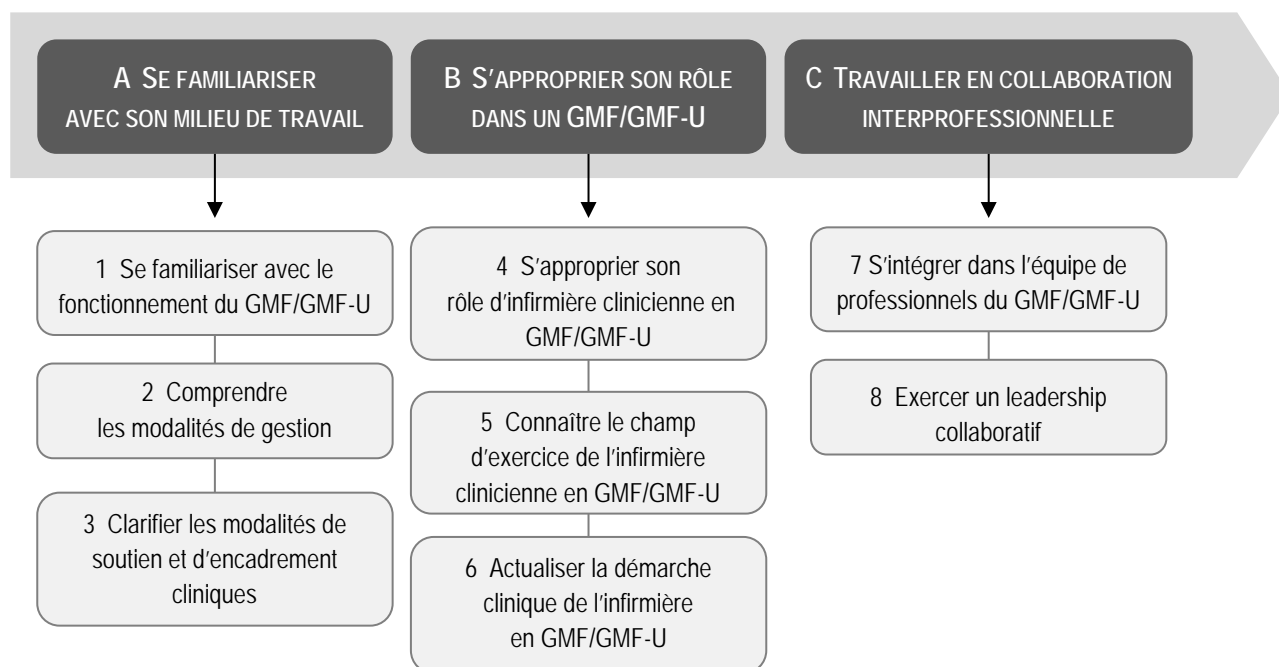 A SE FAMILIARISER
AVEC SON MILIEU DE TRAVAIL
B S'APPROPRIER SON RÔLE
DANS UN GMF/GMF-U
C TRAVAILLER EN COLLABORATION
INTERPROFESSIONNELLE
1 Se familiariser avec le
fonctionnement du GMF/GMF-U
2 Comprendre
les modalités de gestion
3 Clarifier les modalités de
soutien et d'encadrement
cliniques
4 S'approprier son
rôle d'infirmière clinicienne en
GMF/GMF-U
5 Connaître le champ
d'exercice de l'infirmière
clinicienne en GMF/GMF-U
6 Actualiser la démarche
clinique de l'infirmière
en GMF/GMF-U
7 S'intégrer dans l'équipe de
professionnels du GMF/GMF-U
8 Exercer un leadership
collaboratif